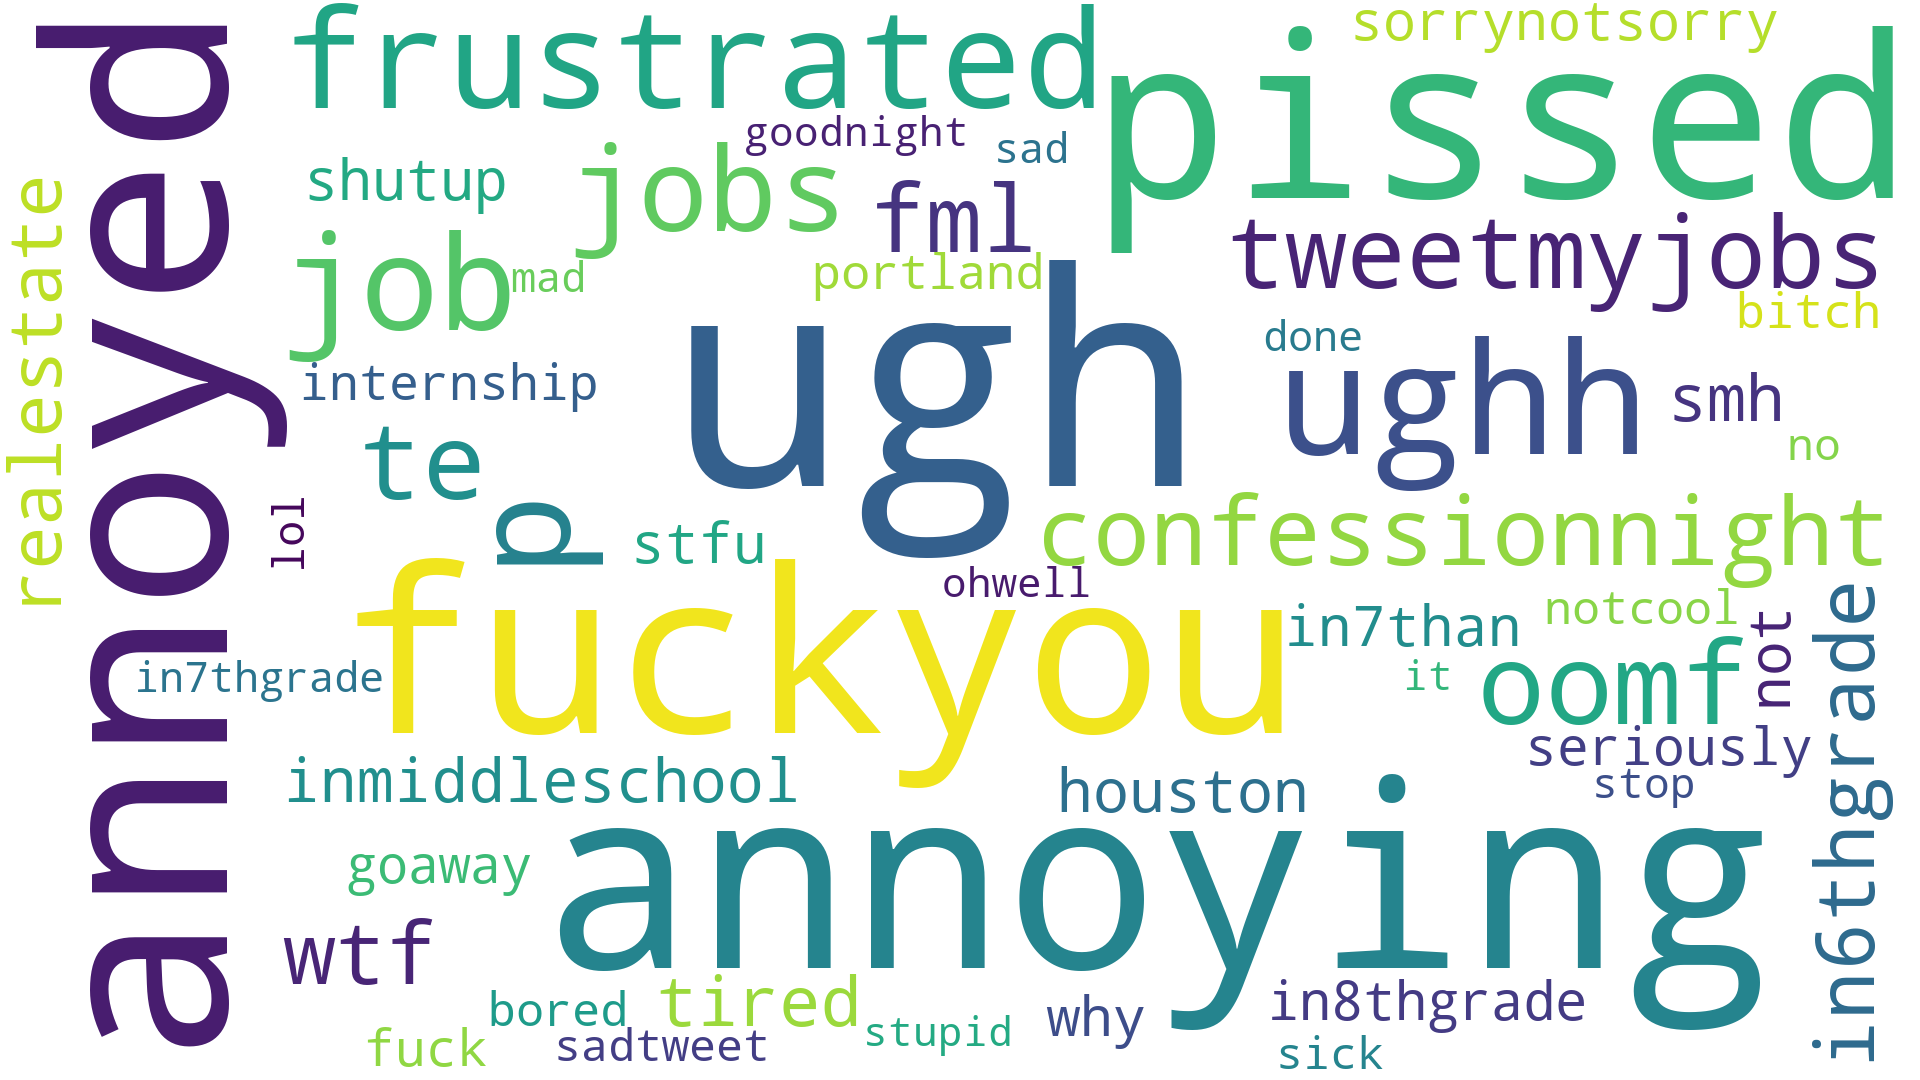 annoyed
realestate
frustrated
pissed
sorrynotsorry
goodnight
sad
shutup
jobs
fml
tweetmyjobs
job
mad
portland
bitch
ugh
done
ughh
internship
smh
te
no
lol
p
stfu
confessionnight
ohwell
fuckyou
in7than
notcool
not
in6thgrade
in7thgrade
it
oomf
seriously
stop
inmiddleschool
houston
annoying
goaway
wtf
bored
tired
why
in8thgrade
fuck
sadtweet
stupid
sick